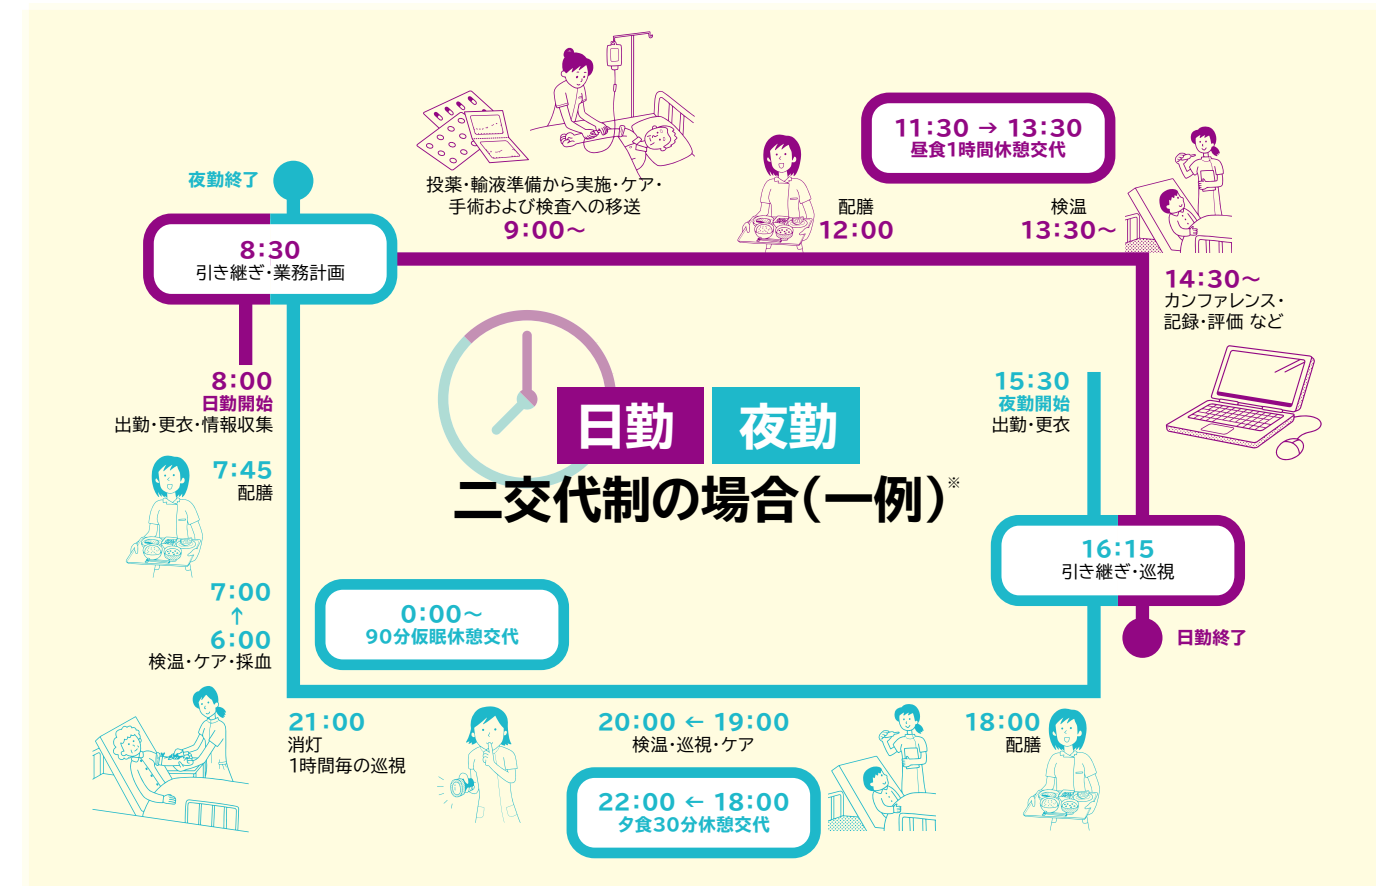 夜勤終了
8:30
引き継ぎ・業務計画
投薬・輸液準備から実施・ケア・
手術および検査への移送
9:00～
11:30 → 13:30
昼食1時間休憩交代
配膳
12:00
検温
13:30～
14:30～
カンファレンス・
記録・評価 など
8:00
日勤開始
出勤・更衣・情報収集
7:45
配膳
7:00
↑
6:00
検温・ケア・採血
日勤 夜勤
二交代制の場合(一例)※
15:30
夜勤開始
出勤・更衣
16:15
引き継ぎ・巡視
日勤終了
0:00～
90分仮眠休憩交代
21:00
消灯
1時間毎の巡視
20:00 ← 19:00
検温・巡視・ケア
18:00
配膳
22:00 ← 18:00
夕食30分休憩交代